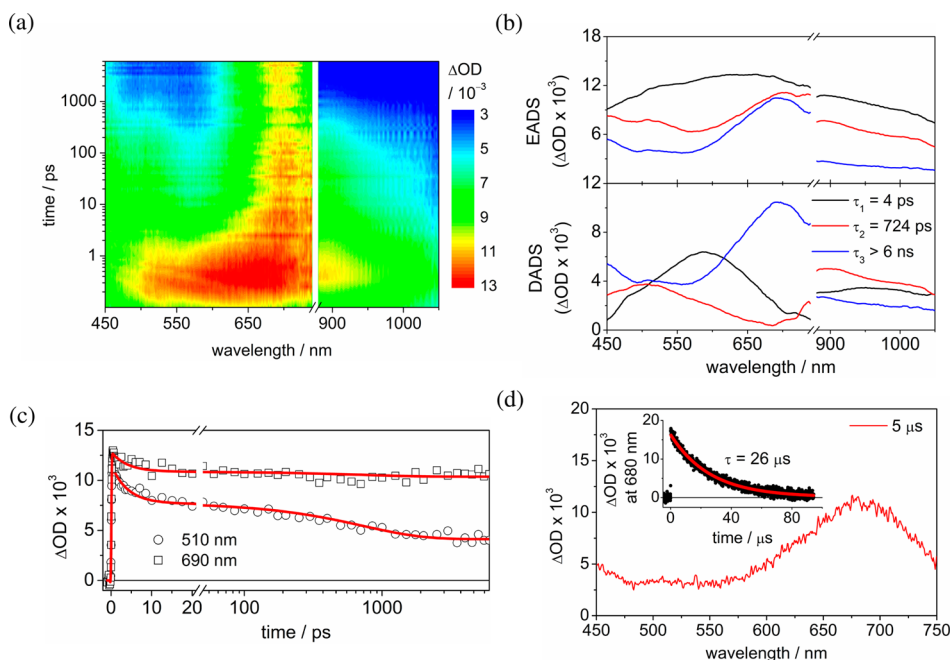 (a)
ΔOD
/ 10⁻³
3
5
7
9
11
13
1000
100
10
1
time / ps
450 550 650 900 1000
wavelength / nm
(b)
12
9
6
3
12
EADS
(ΔOD x 10³)
8
4
0
DADS
(ΔOD x 10³)
τ₁ = 4 ps
τ₂ = 724 ps
τ₃ > 6 ns
450 550 650 900 1000
wavelength / nm
(c)
15
10
5
0
ΔOD x 10³
510 nm
690 nm
0 10 20 100 1000
time / ps
(d)
20
15
10
5
0
ΔOD x 10³
5 μs
20
10
0
ΔOD x 10³
at 680 nm
τ = 26 μs
0 40 80
time / μs
450 500 550 600 650 700 750
wavelength / nm